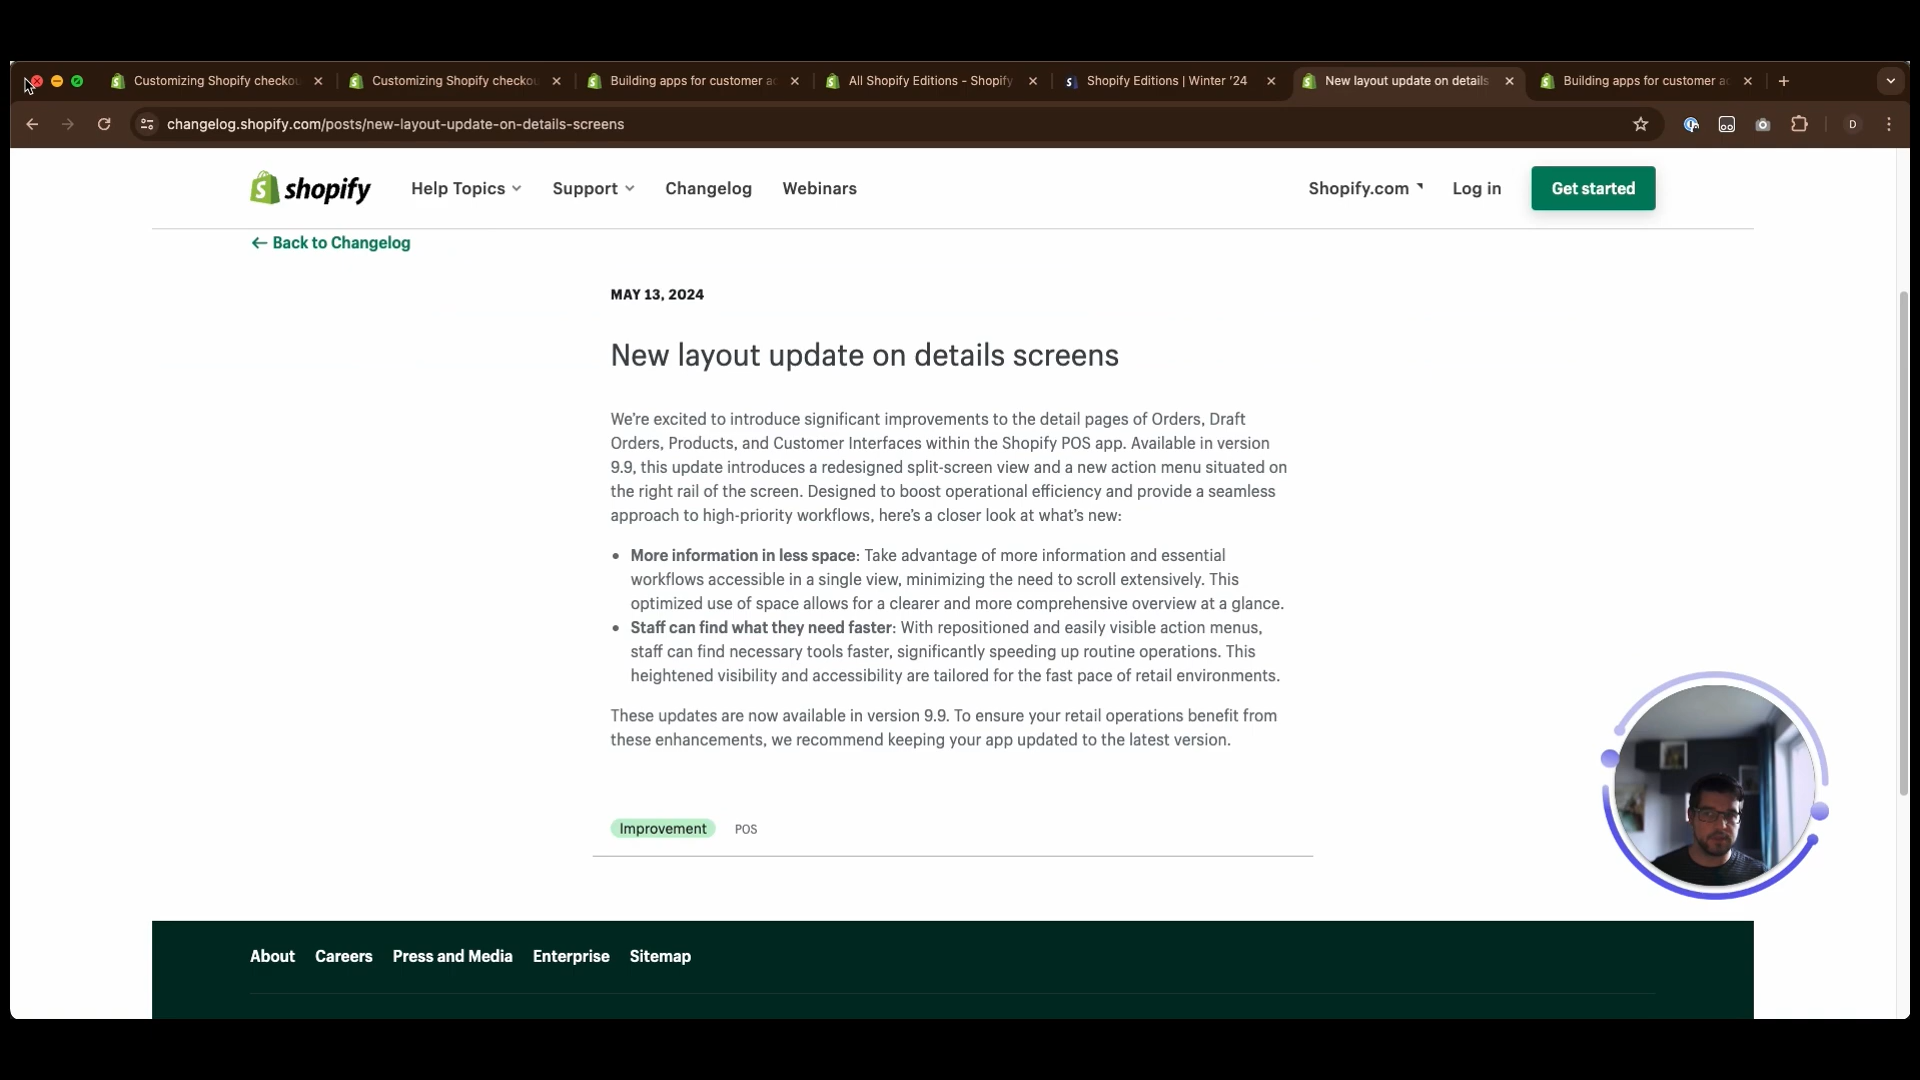 Customizing Shopify checkou
Customizing Shopify checkou
Building apps for customer ac
All Shopify Editions - Shopify
Shopify Editions | Winter '24
New layout update on details
Building apps for customer ac
changelog.shopify.com/posts/new-layout-update-on-details-screens
D
shopify
Help Topics
Support
Changelog
Webinars
Shopify.com
Log in
Get started
← Back to Changelog
MAY 13, 2024
New layout update on details screens
We're excited to introduce significant improvements to the detail pages of Orders, Draft
Orders, Products, and Customer Interfaces within the Shopify POS app. Available in version
9.9, this update introduces a redesigned split-screen view and a new action menu situated on
the right rail of the screen. Designed to boost operational efficiency and provide a seamless
approach to high-priority workflows, here's a closer look at what's new:
• More information in less space: Take advantage of more information and essential
workflows accessible in a single view, minimizing the need to scroll extensively. This
optimized use of space allows for a clearer and more comprehensive overview at a glance.
• Staff can find what they need faster: With repositioned and easily visible action menus,
staff can find necessary tools faster, significantly speeding up routine operations. This
heightened visibility and accessibility are tailored for the fast pace of retail environments.
These updates are now available in version 9.9. To ensure your retail operations benefit from
these enhancements, we recommend keeping your app updated to the latest version.
Improvement
POS
About
Careers
Press and Media
Enterprise
Sitemap